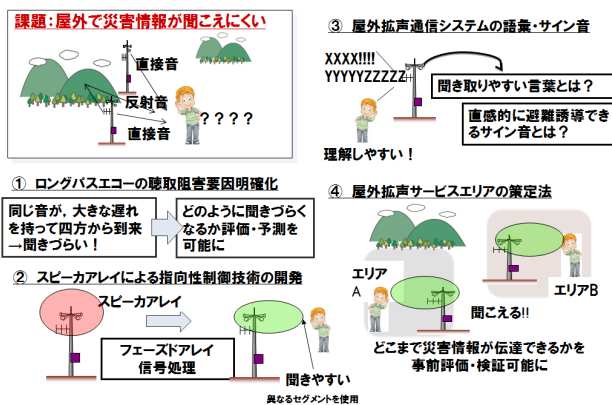 課題：屋外で災害情報が聞こえにくい
直接音
反射音
直接音
？？？？
① ロングパスエコーの聴取阻害要因明確化
同じ音が，大きな遅れ
を持って四方から到来
→聞きづらい！
どのように聞きづらく
なるか評価・予測を
可能に
② スピーカアレイによる指向性制御技術の開発
スピーカアレイ
フェーズドアレイ
信号処理
聞きやすい
異なるセグメントを使用
③ 屋外拡声通信システムの語彙・サイン音
XXXX!!!!
YYYYYZZZZZ
聞き取りやすい言葉とは？
直感的に避難誘導でき
るサイン音とは？
理解しやすい！
④ 屋外拡声サービスエリアの策定法
エリア
A
エリアB
聞こえる!!
どこまで災害情報が伝達できるかを
事前評価・検証可能に